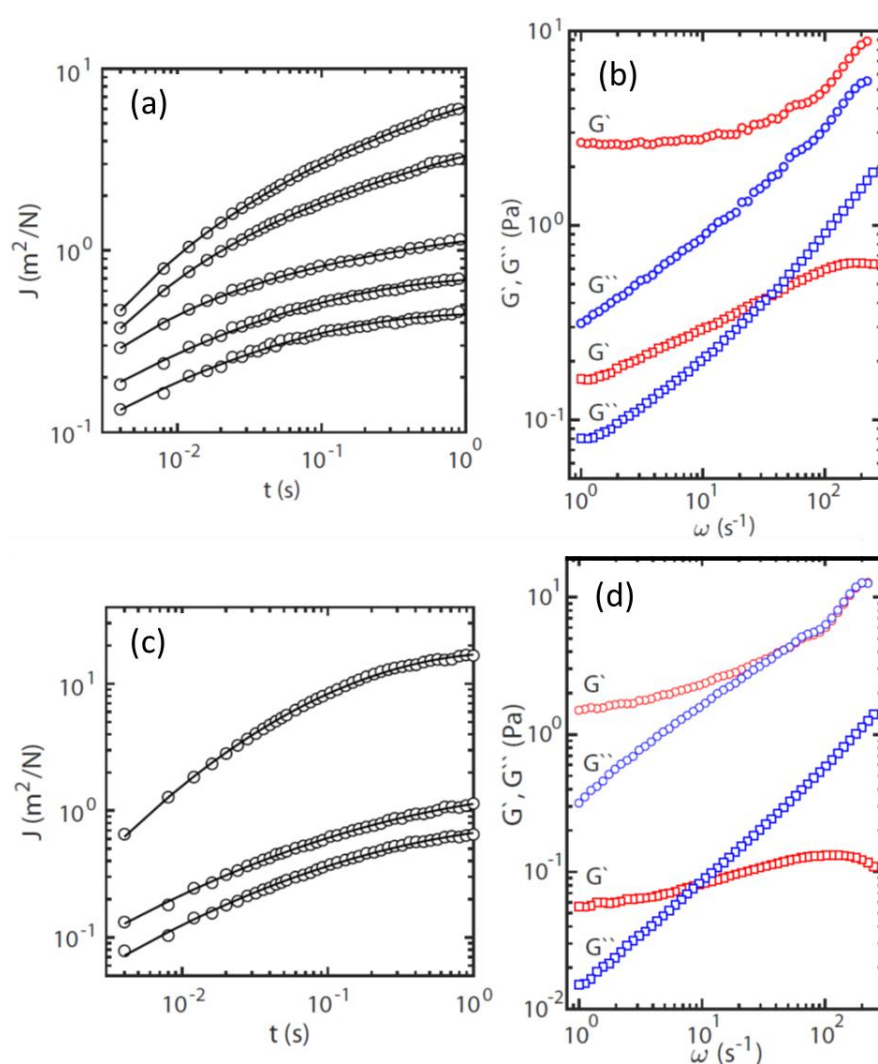 (a)
10¹
10⁰
10⁻¹
J (m²/N)
10⁻² 10⁻¹ 10⁰
t (s)
(b)
10¹
10⁰
10⁻¹
G`, G`` (Pa)
G`
G``
G`
G``
10⁰ 10¹ 10²
ω (s⁻¹)
(c)
10¹
10⁰
10⁻¹
J (m²/N)
10⁻² 10⁻¹ 10⁰
t (s)
(d)
10¹
10⁰
10⁻¹
10⁻²
G`, G`` (Pa)
G`
G``
G`
G``
10⁰ 10¹ 10²
ω (s⁻¹)